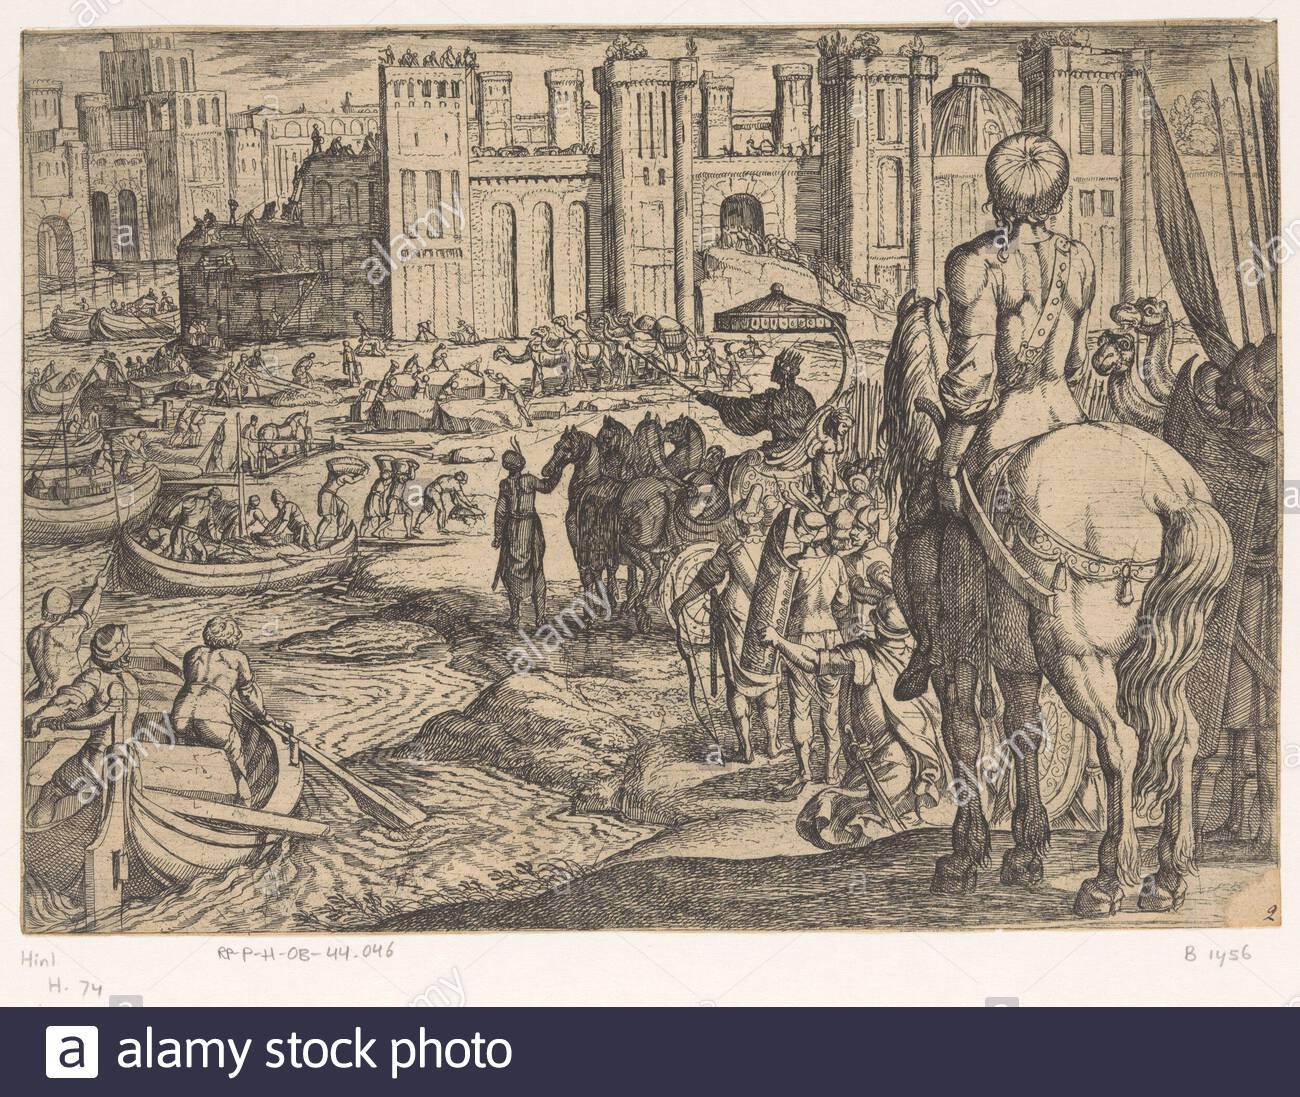 2
Hinl
RP-P-H-OB-44.046
B 1456
H. 74
alamy
a alamy stock photo